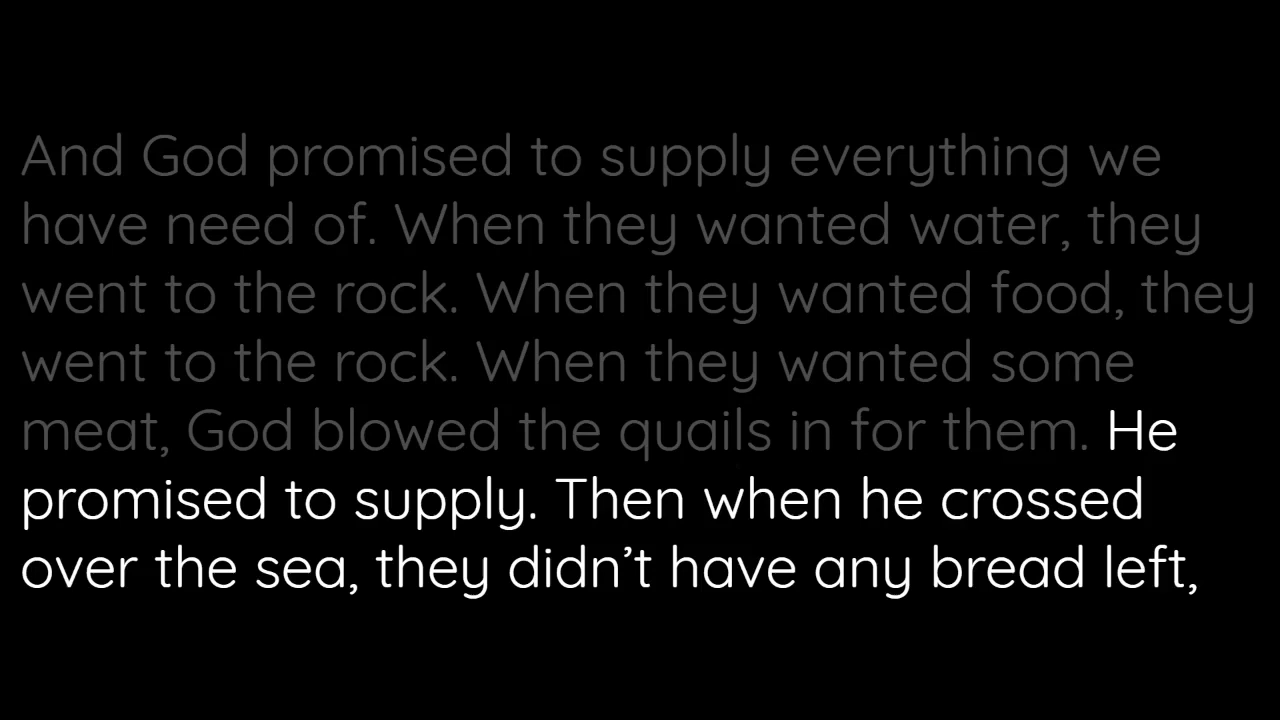 And God promised to supply everything we
have need of. When they wanted water, they
went to the rock. When they wanted food, they
went to the rock. When they wanted some
meat, God blowed the quails in for them. He
promised to supply. Then when he crossed
over the sea, they didn’t have any bread left,